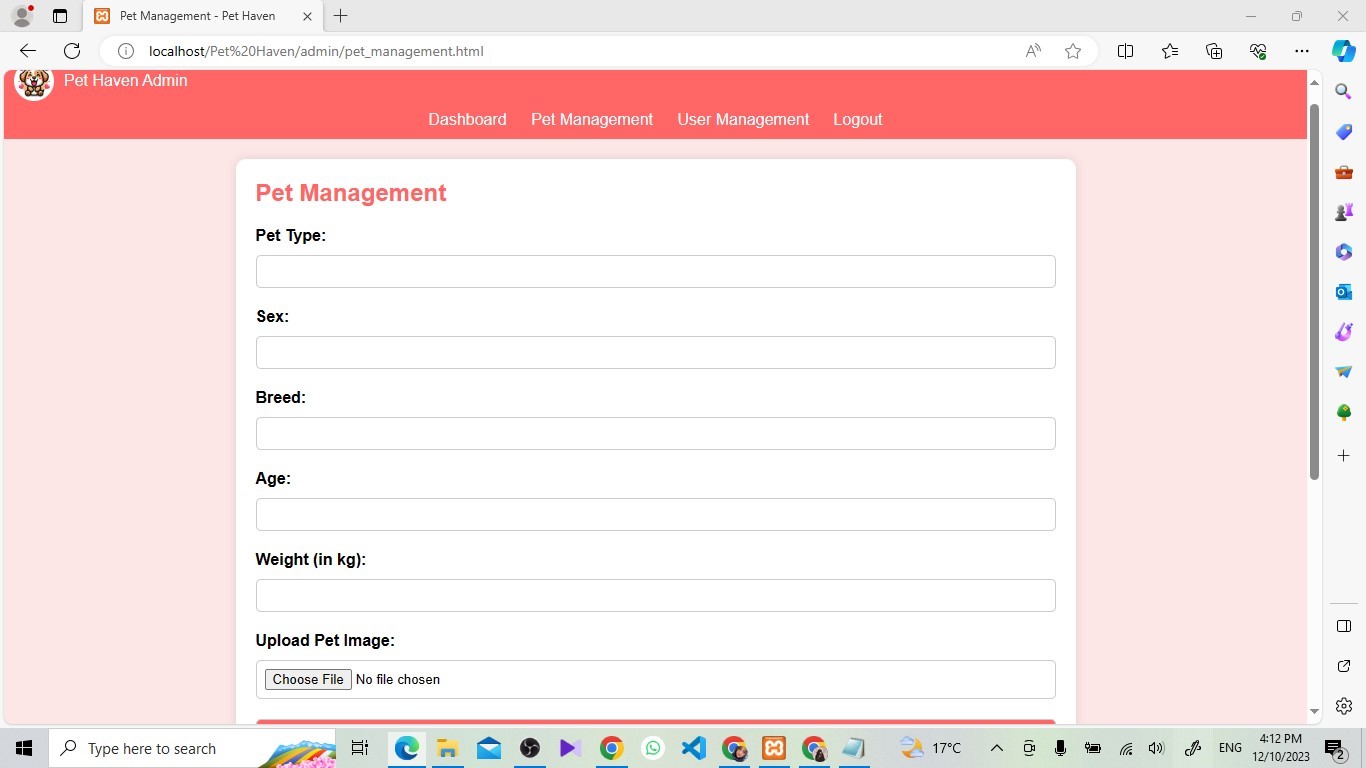 Pet Management - Pet Haven
localhost/Pet%20Haven/admin/pet_management.html
Pet Haven Admin
Dashboard Pet Management User Management Logout
Pet Management
Pet Type:
Sex:
Breed:
Age:
Weight (in kg):
Upload Pet Image:
Choose File No file chosen
Type here to search
17°C
ENG
4:12 PM
12/10/2023
2